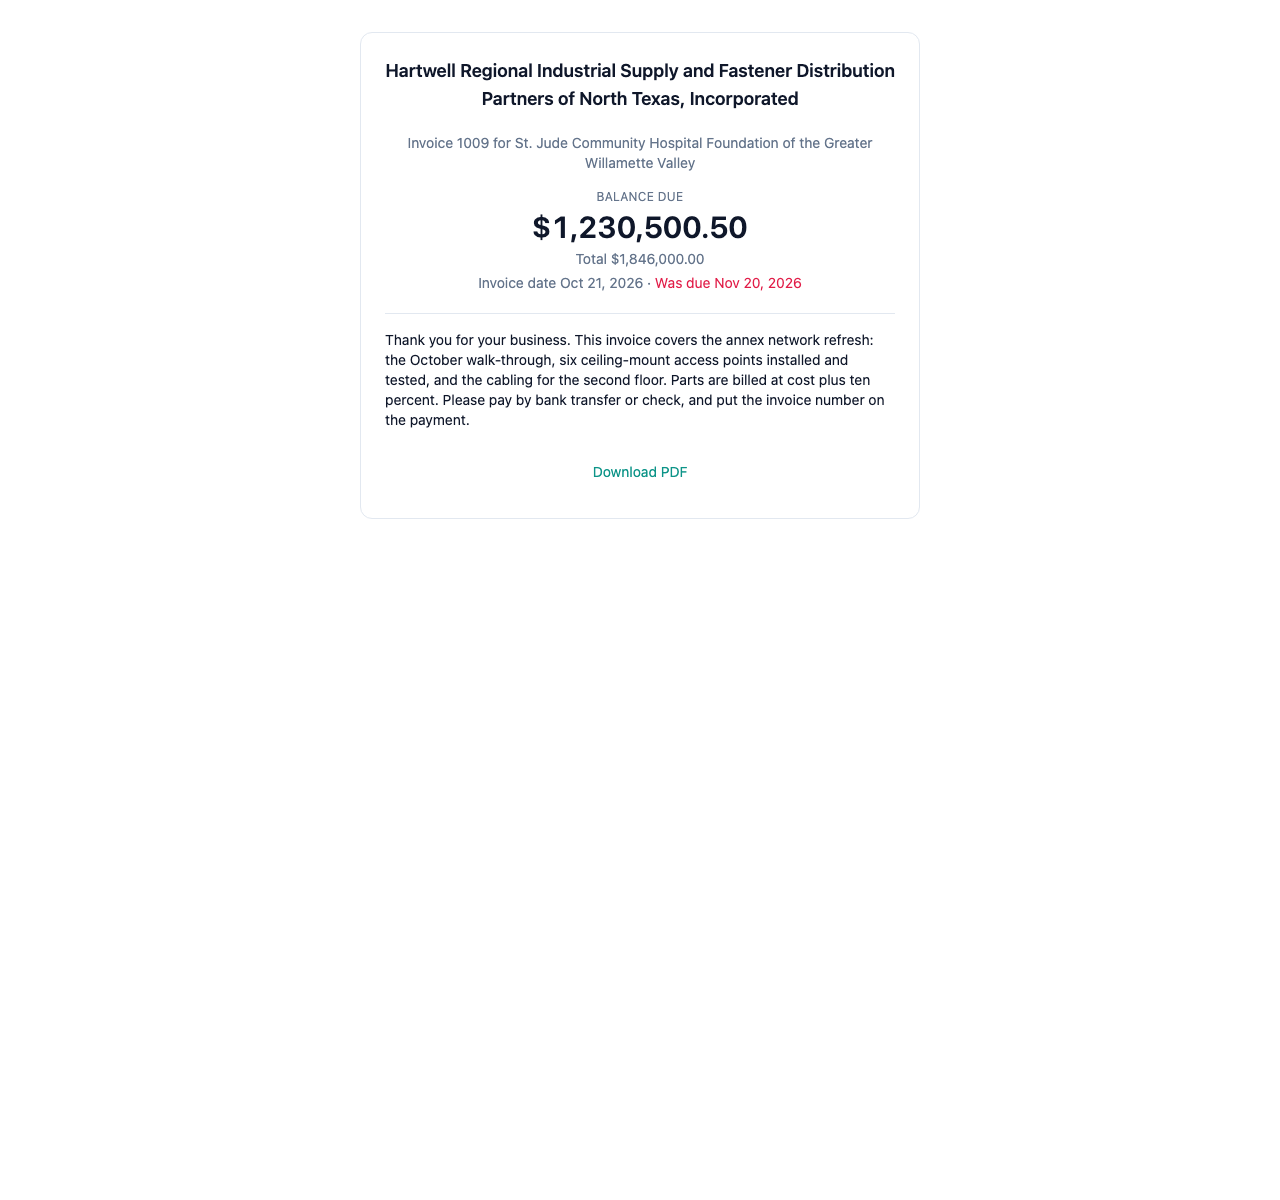 Hartwell Regional Industrial Supply and Fastener Distribution
Partners of North Texas, Incorporated
Invoice 1009 for St. Jude Community Hospital Foundation of the Greater
Willamette Valley
BALANCE DUE
$1,230,500.50
Total $1,846,000.00
Invoice date Oct 21, 2026 · Was due Nov 20, 2026
Thank you for your business. This invoice covers the annex network refresh:
the October walk-through, six ceiling-mount access points installed and
tested, and the cabling for the second floor. Parts are billed at cost plus ten
percent. Please pay by bank transfer or check, and put the invoice number on
the payment.
Download PDF